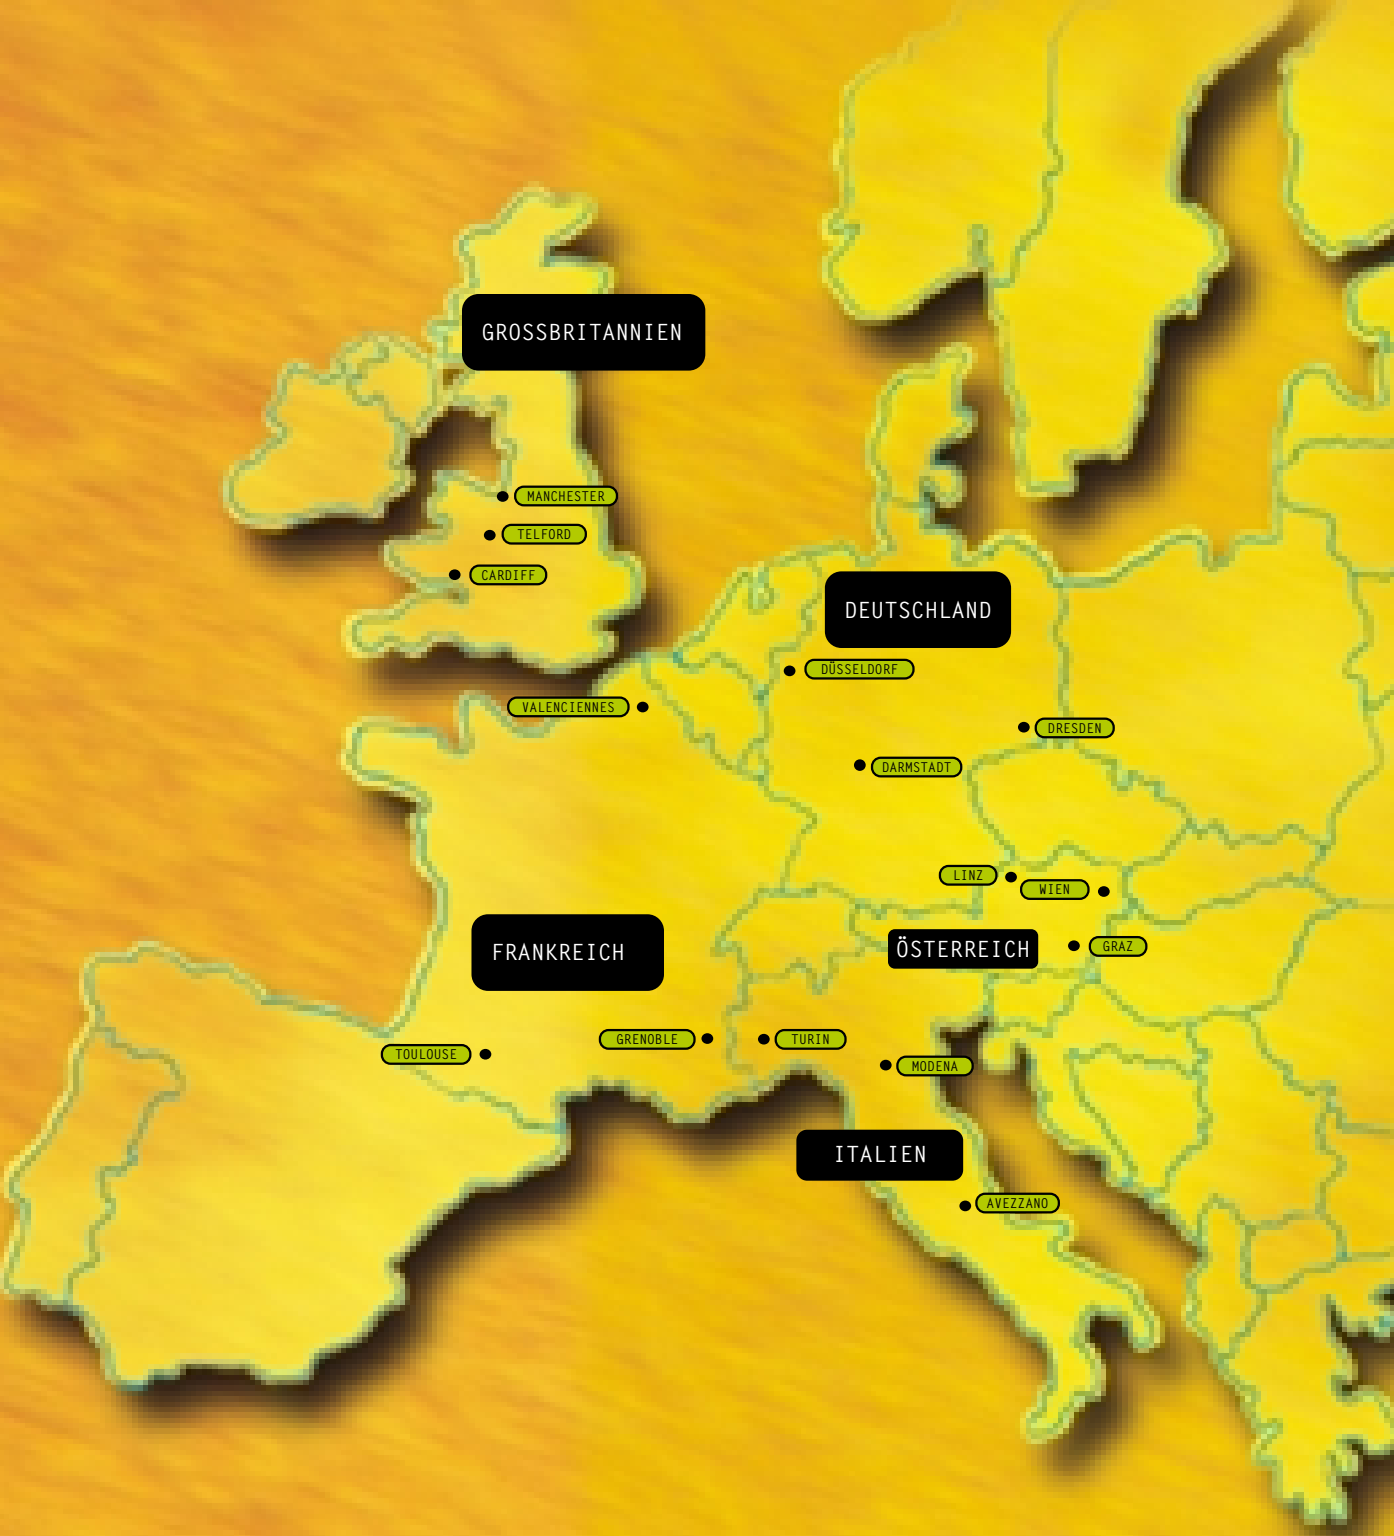 GROSSBRITANNIEN
MANCHESTER
TELFORD
CARDIFF
DEUTSCHLAND
DÜSSELDORF
VALENCIENNES
DRESDEN
DARMSTADT
LINZ
WIEN
FRANKREICH
ÖSTERREICH
GRAZ
TOULOUSE
GRENOBLE
TURIN
MODENA
ITALIEN
AVEZZANO